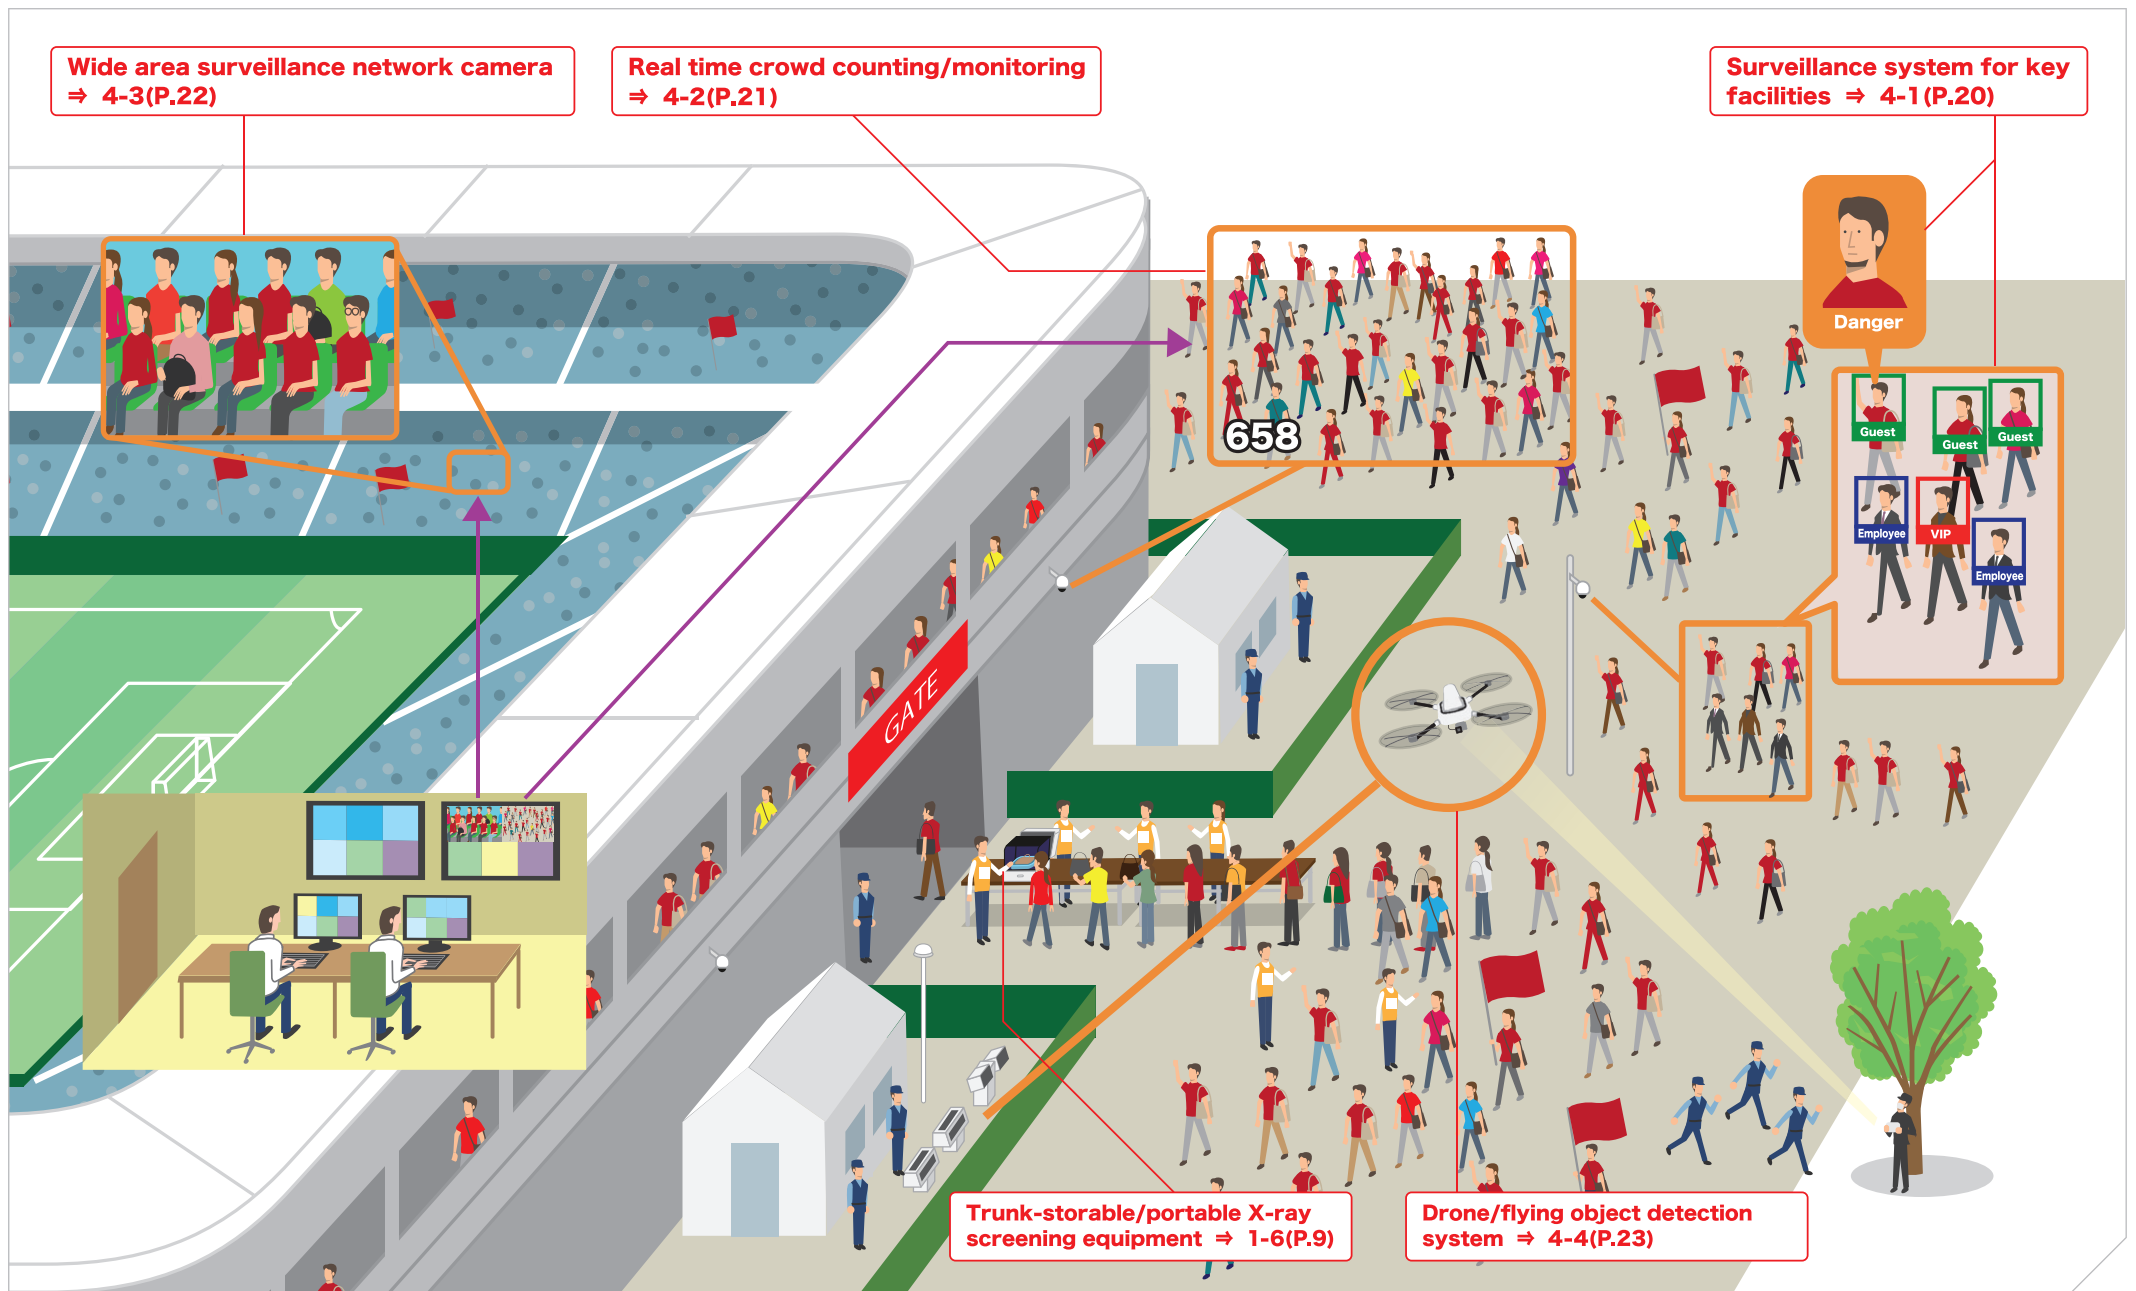 Wide area surveillance network camera
⇒ 4-3(P.22)
Real time crowd counting/monitoring
⇒ 4-2(P.21)
Surveillance system for key
facilities ⇒ 4-1(P.20)
Danger
658
Guest
Guest
Guest
Employee
VIP
Employee
GATE
Trunk-storable/portable X-ray
screening equipment ⇒ 1-6(P.9)
Drone/flying object detection
system ⇒ 4-4(P.23)